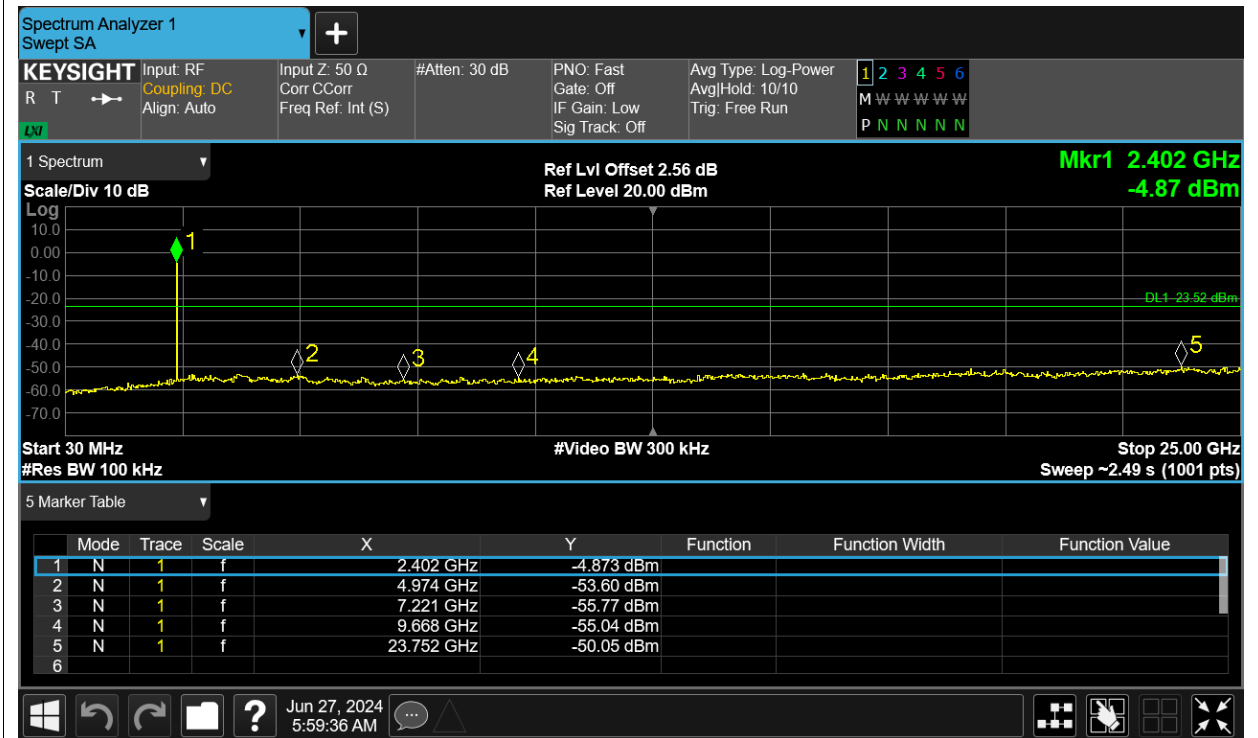 Spectrum Analyzer 1
Swept SA
KEYSIGHT
R T
LXI
Input: RF
Coupling: DC
Align: Auto
Input Z: 50 Ω
Corr CCorr
Freq Ref: Int (S)
#Atten: 30 dB
PNO: Fast
Gate: Off
IF Gain: Low
Sig Track: Off
Avg Type: Log-Power
Avg|Hold: 10/10
Trig: Free Run
1 2 3 4 5 6
M W W W W W
P N N N N N
1 Spectrum
Scale/Div 10 dB
Ref Lvl Offset 2.56 dB
Ref Level 20.00 dBm
Mkr1 2.402 GHz
-4.87 dBm
Log
10.0
0.00
-10.0
-20.0
-30.0
-40.0
-50.0
-60.0
-70.0
1
2
3
4
5
DL1 -23.52 dBm
Start 30 MHz
#Res BW 100 kHz
#Video BW 300 kHz
Stop 25.00 GHz
Sweep ~2.49 s (1001 pts)
5 Marker Table
Mode Trace Scale X Y Function Function Width Function Value
1 N 1 f 2.402 GHz -4.873 dBm
2 N 1 f 4.974 GHz -53.60 dBm
3 N 1 f 7.221 GHz -55.77 dBm
4 N 1 f 9.668 GHz -55.04 dBm
5 N 1 f 23.752 GHz -50.05 dBm
6
?
Jun 27, 2024
5:59:36 AM